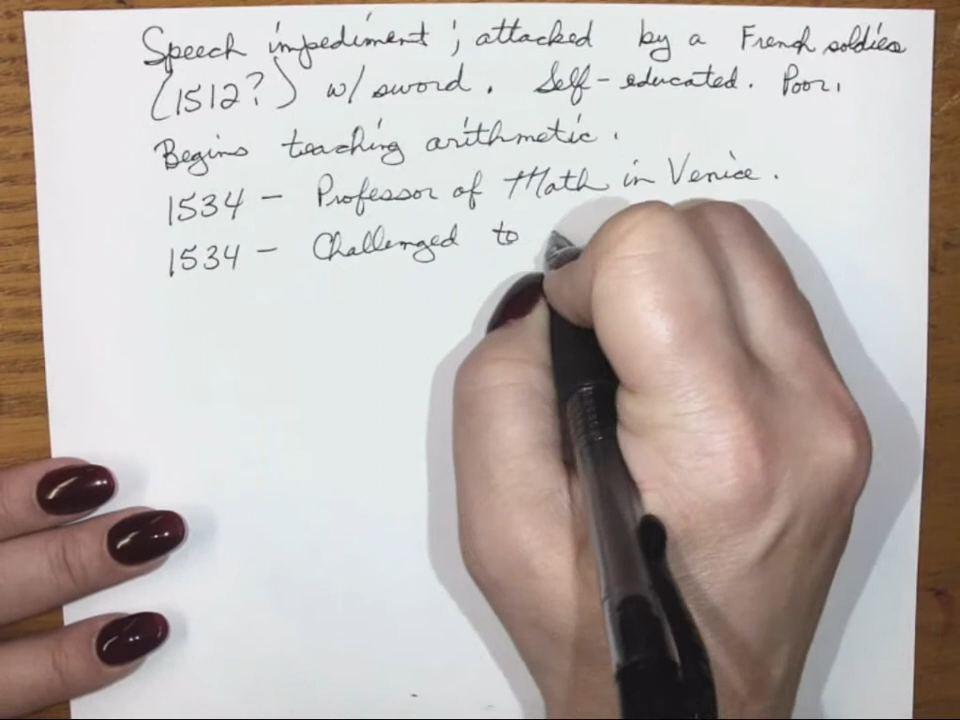 Speech impediment; attacked by a French soldier
(1512?) w/ sword. Self-educated. Poor.
Begins teaching arithmetic.
1534 - Professor of Math in Venice.
1534 - Challenged to